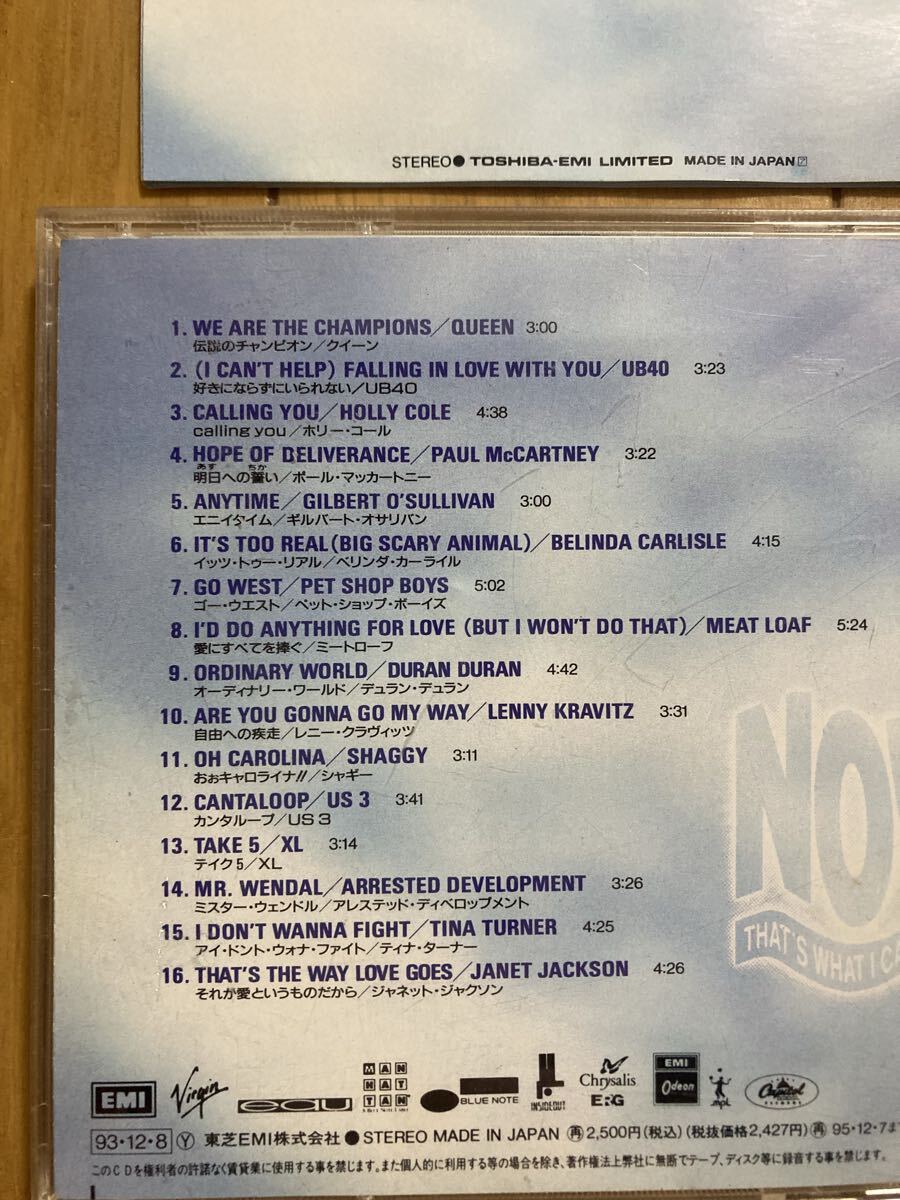 STEREO● TOSHIBA-EMI LIMITED MADE IN JAPAN ア
1. WE ARE THE CHAMPIONS/QUEEN 3:00
伝説のチャンピオン/クイーン
2. (I CAN'T HELP) FALLING IN LOVE WITH YOU/UB40 3:23
好きにならずにいられない/UB40
3. CALLING YOU/HOLLY COLE 4:38
calling you/ホリー・コール
4. HOPE OF DELIVERANCE/PAUL McCARTNEY 3:22
あす ちか
明日への誓い/ポール・マッカートニー
5. ANYTIME/GILBERT O'SULLIVAN 3:00
エニイタイム/ギルバート・オサリバン
6. IT'S TOO REAL (BIG SCARY ANIMAL)/BELINDA CARLISLE 4:15
イッツ・トゥー・リアル/ベリンダ・カーライル
7. GO WEST/PET SHOP BOYS 5:02
ゴー・ウエスト/ペット・ショップ・ボーイズ
8. I'D DO ANYTHING FOR LOVE (BUT I WON'T DO THAT)/MEAT LOAF 5:24
愛にすべてを捧ぐ/ミートローフ
9. ORDINARY WORLD/DURAN DURAN 4:42
オーディナリー・ワールド/デュラン・デュラン
10. ARE YOU GONNA GO MY WAY/LENNY KRAVITZ 3:31
自由への疾走/レニー・クラヴィッツ
11. OH CAROLINA/SHAGGY 3:11
おぉキャロライナ!!/シャギー
12. CANTALOOP/US 3 3:41
カンタループ/US 3
13. TAKE 5/XL 3:14
テイク5/XL
14. MR. WENDAL/ARRESTED DEVELOPMENT 3:26
ミスター・ウェンドル/アレステッド・ディベロップメント
15. I DON'T WANNA FIGHT/TINA TURNER 4:25
アイ・ドント・ウォナ・ファイト/ティナ・ターナー
16. THAT'S THE WAY LOVE GOES/JANET JACKSON 4:26
それが愛というものだから/ジャネット・ジャクソン
NO
THAT'S WHAT I CA
EMI Virgin eau MANHATTAN BLUE NOTE INSIDEOUT Chrysalis ERG EMI Odeon mpl Capitol
93・12・8 Ⓨ 東芝EMI株式会社 ● STEREO MADE IN JAPAN ㊢2,500円(税込)(税抜価格2,427円)㊢95・12・7ま
このCDを権利者の許諾なく賃貸業に使用する事を禁じます。また個人的に利用する等の場合を除き、著作権法上弊社に無断でテープ、ディスク等に録音する事を禁じます。